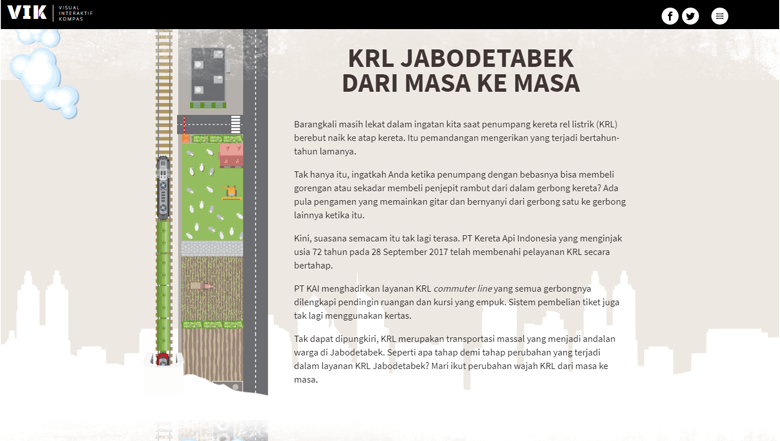 VIK
VISUAL
INTERAKTIF
KOMPAS
KRL JABODETABEK
DARI MASA KE MASA
Barangkali masih lekat dalam ingatan kita saat penumpang kereta rel listrik (KRL)
berebut naik ke atap kereta. Itu pemandangan mengerikan yang terjadi bertahun-
tahun lamanya.
Tak hanya itu, ingatkah Anda ketika penumpang dengan bebasnya bisa membeli
gorengan atau sekadar membeli penjepit rambut dari dalam gerbong kereta? Ada
pula pengamen yang memainkan gitar dan bernyanyi dari gerbong satu ke gerbong
lainnya ketika itu.
Kini, suasana semacam itu tak lagi terasa. PT Kereta Api Indonesia yang menginjak
usia 72 tahun pada 28 September 2017 telah membenahi pelayanan KRL secara
bertahap.
PT KAI menghadirkan layanan KRL commuter line yang semua gerbongnya
dilengkapi pendingin ruangan dan kursi yang empuk. Sistem pembelian tiket juga
tak lagi menggunakan kertas.
Tak dapat dipungkiri, KRL merupakan transportasi massal yang menjadi andalan
warga di Jabodetabek. Seperti apa tahap demi tahap perubahan yang terjadi
dalam layanan KRL Jabodetabek? Mari ikut perubahan wajah KRL dari masa ke
masa.